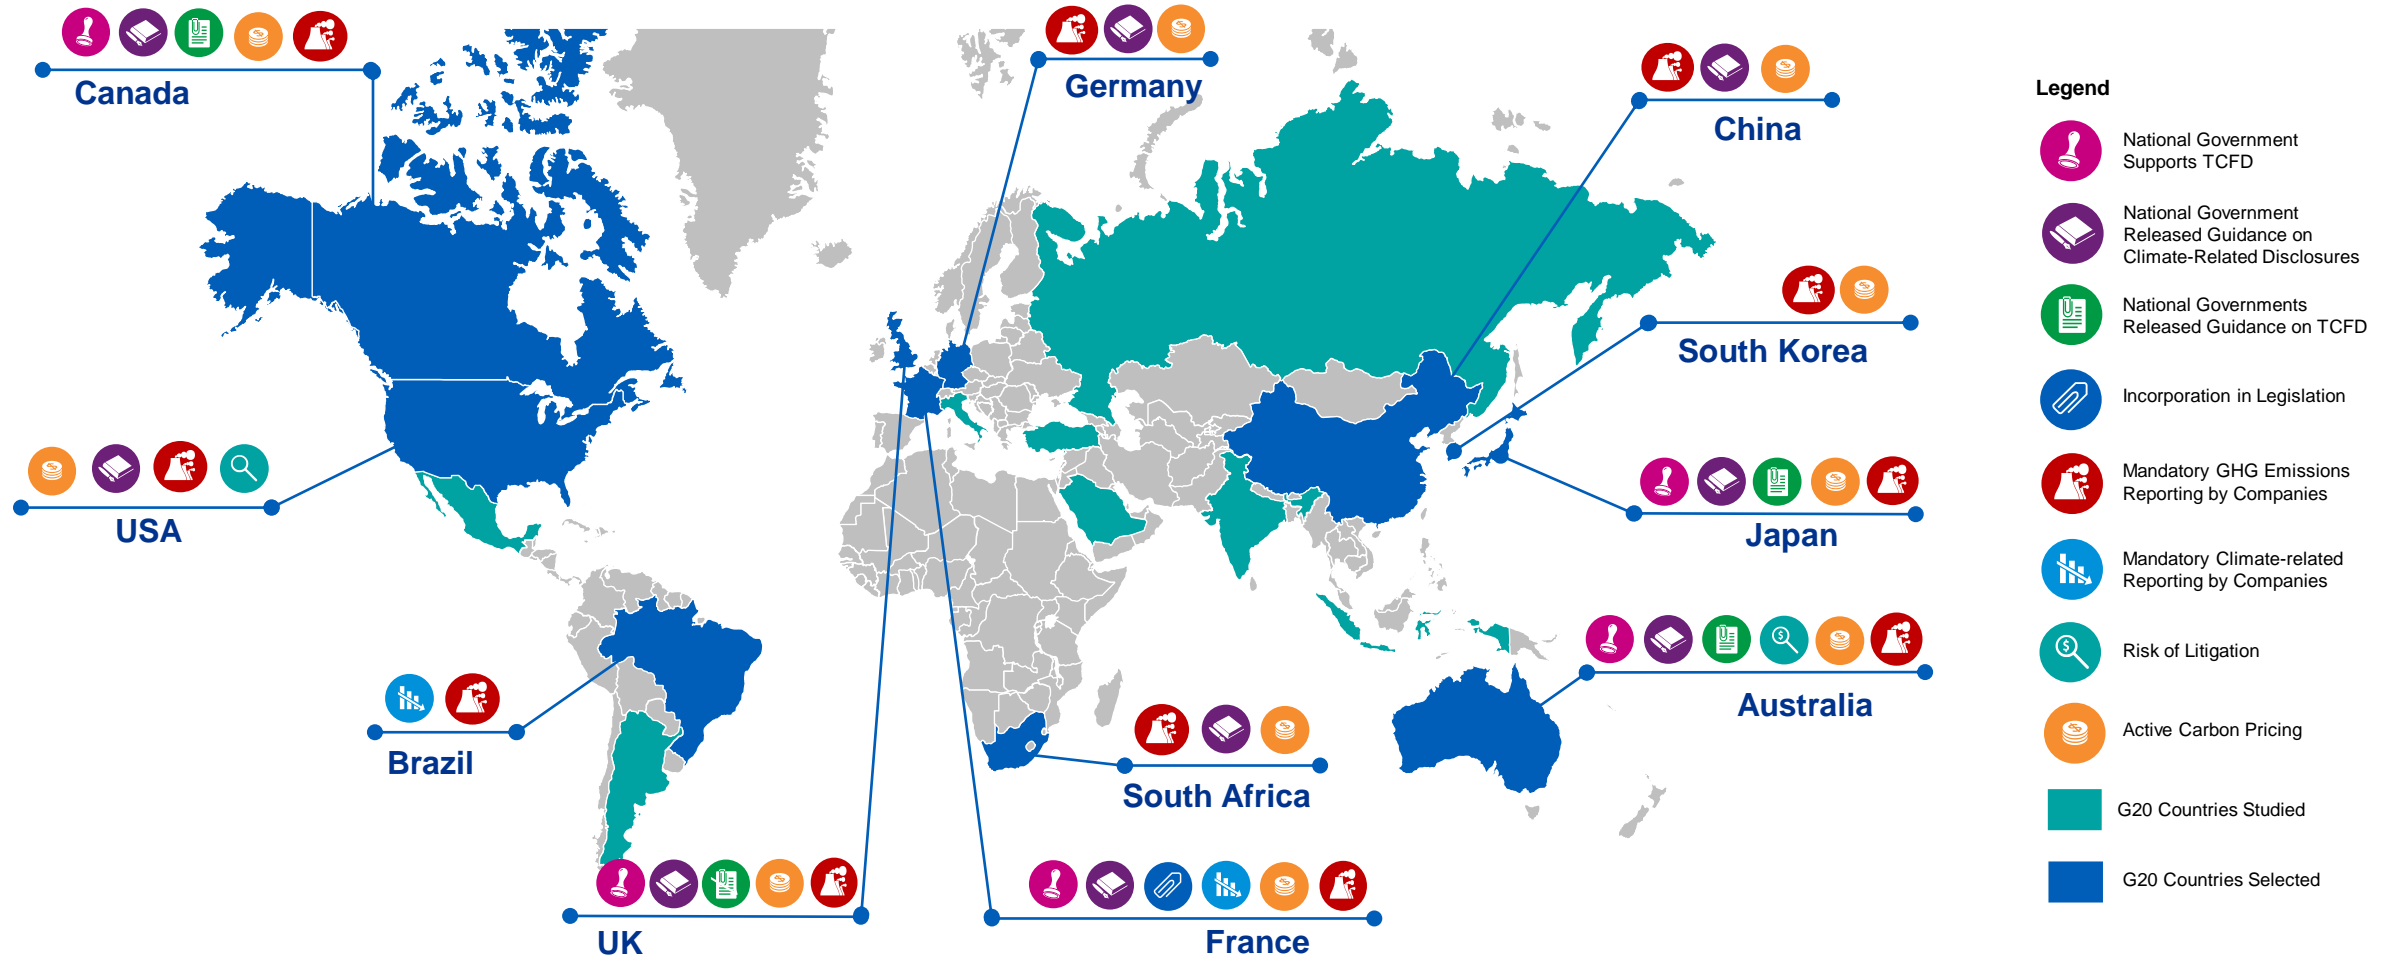 Canada
Germany
China
South Korea
USA
Japan
Brazil
South Africa
Australia
UK
France
Legend
National Government
Supports TCFD
National Government
Released Guidance on
Climate-Related Disclosures
National Governments
Released Guidance on TCFD
Incorporation in Legislation
Mandatory GHG Emissions
Reporting by Companies
Mandatory Climate-related
Reporting by Companies
Risk of Litigation
Active Carbon Pricing
G20 Countries Studied
G20 Countries Selected